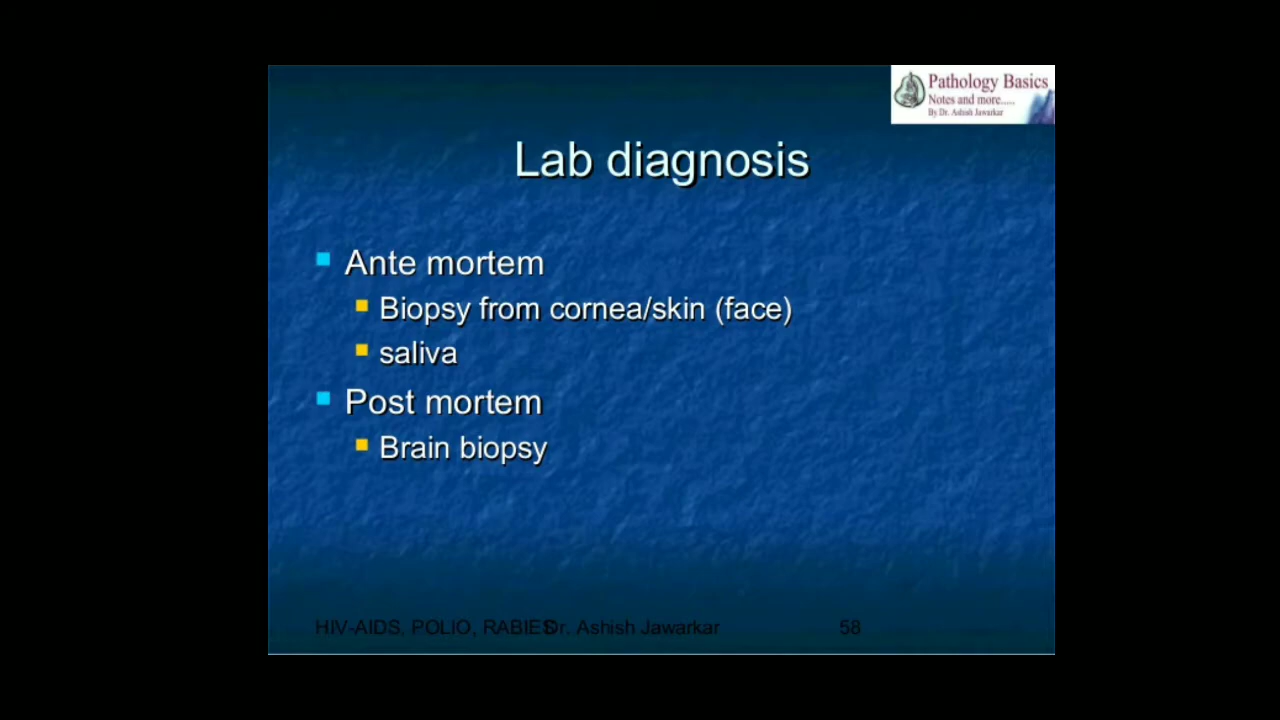 Pathology Basics
Notes and more.....
By Dr. Ashish Jawarkar
Lab diagnosis
Ante mortem
Biopsy from cornea/skin (face)
saliva
Post mortem
Brain biopsy
HIV-AIDS, POLIO, RABIES Dr. Ashish Jawarkar 58